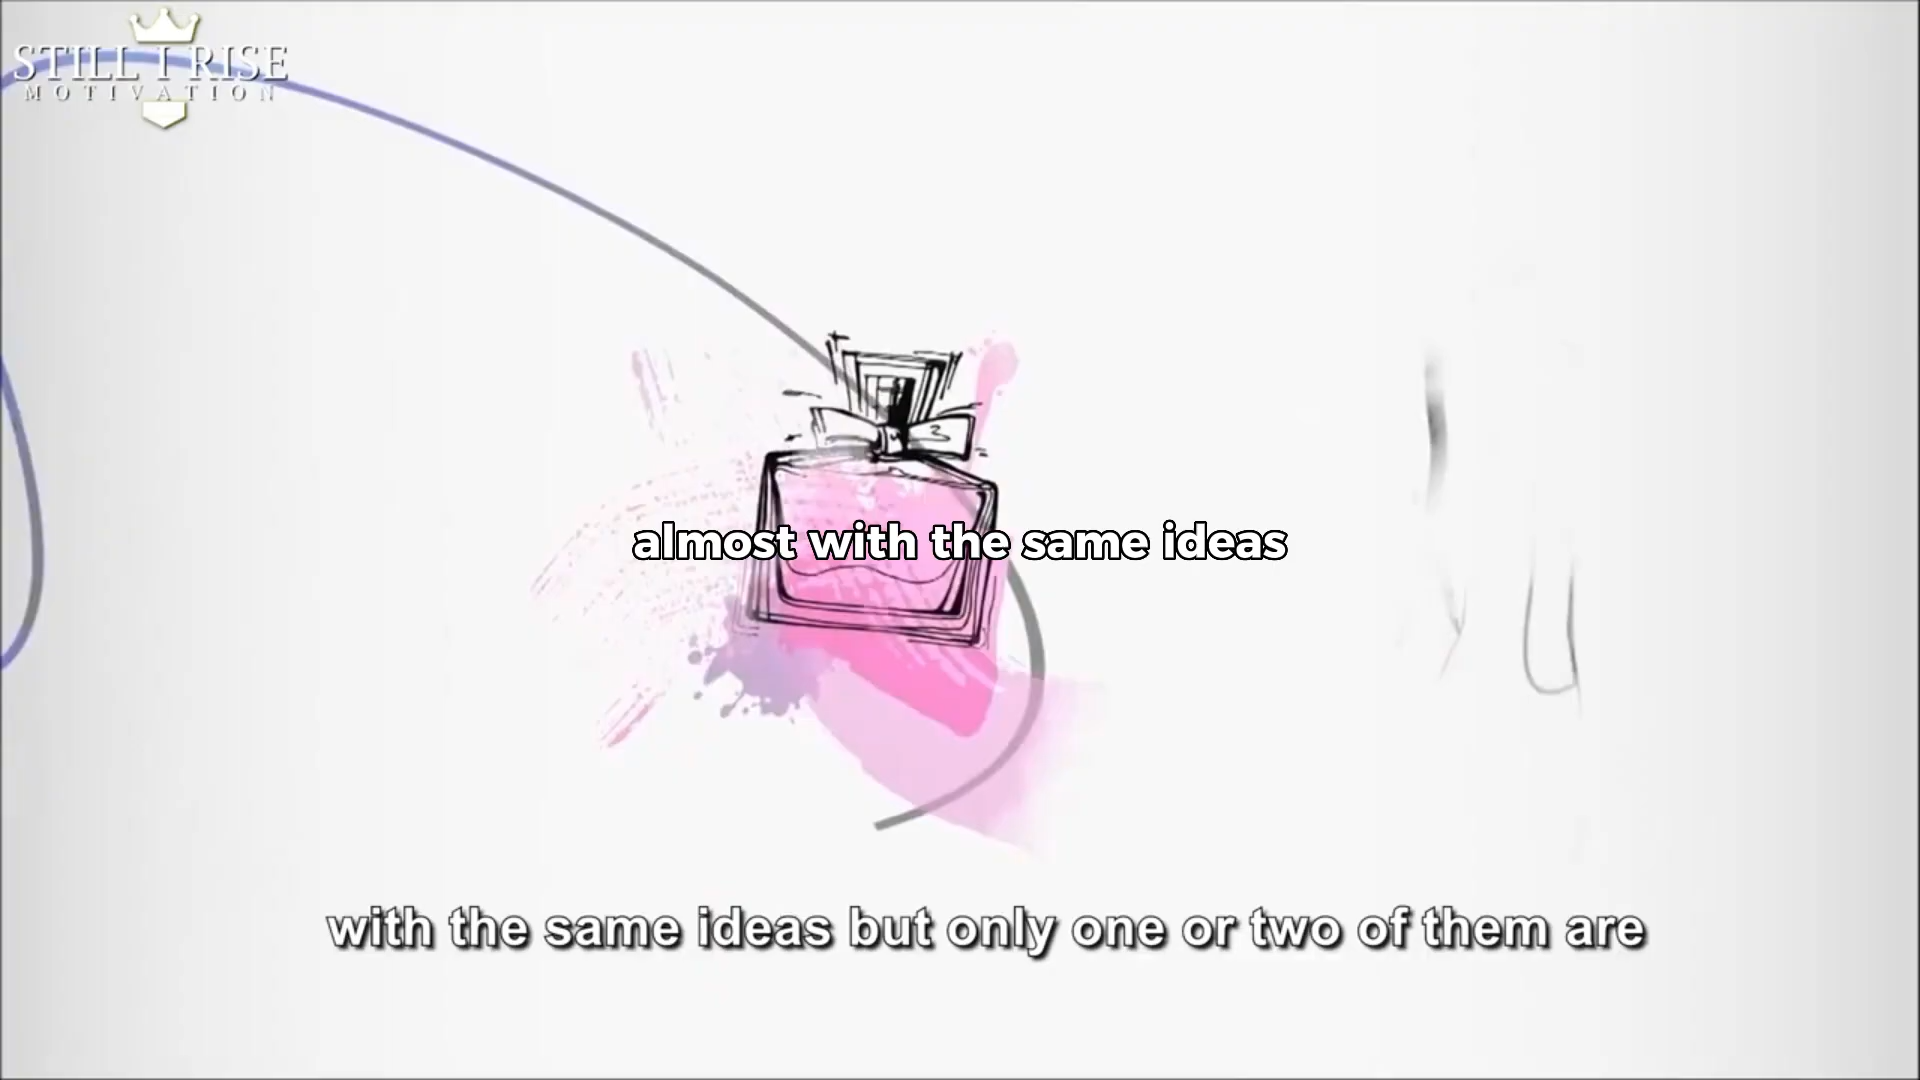 STILL I RISE
MOTIVATION
almost with the same ideas
with the same ideas but only one or two of them are